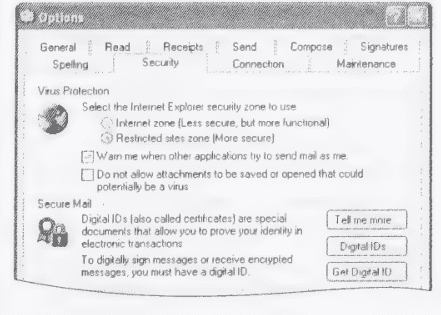 Options
General Read Receipts Send Compose Signatures
Spelling Security Connection Maintenance
Virus Protection
Select the Internet Explorer security zone to use
Internet zone (Less secure, but more functional)
Restricted sites zone (More secure)
Warn me when other applications try to send mail as me.
Do not allow attachments to be saved or opened that could
potentially be a virus
Secure Mail
Digital IDs (also called certificates) are special
documents that allow you to prove your identity in
electronic transactions
Tell me more
Digital IDs
To digitally sign messages or receive encrypted
messages, you must have a digital ID.
Get Digital ID